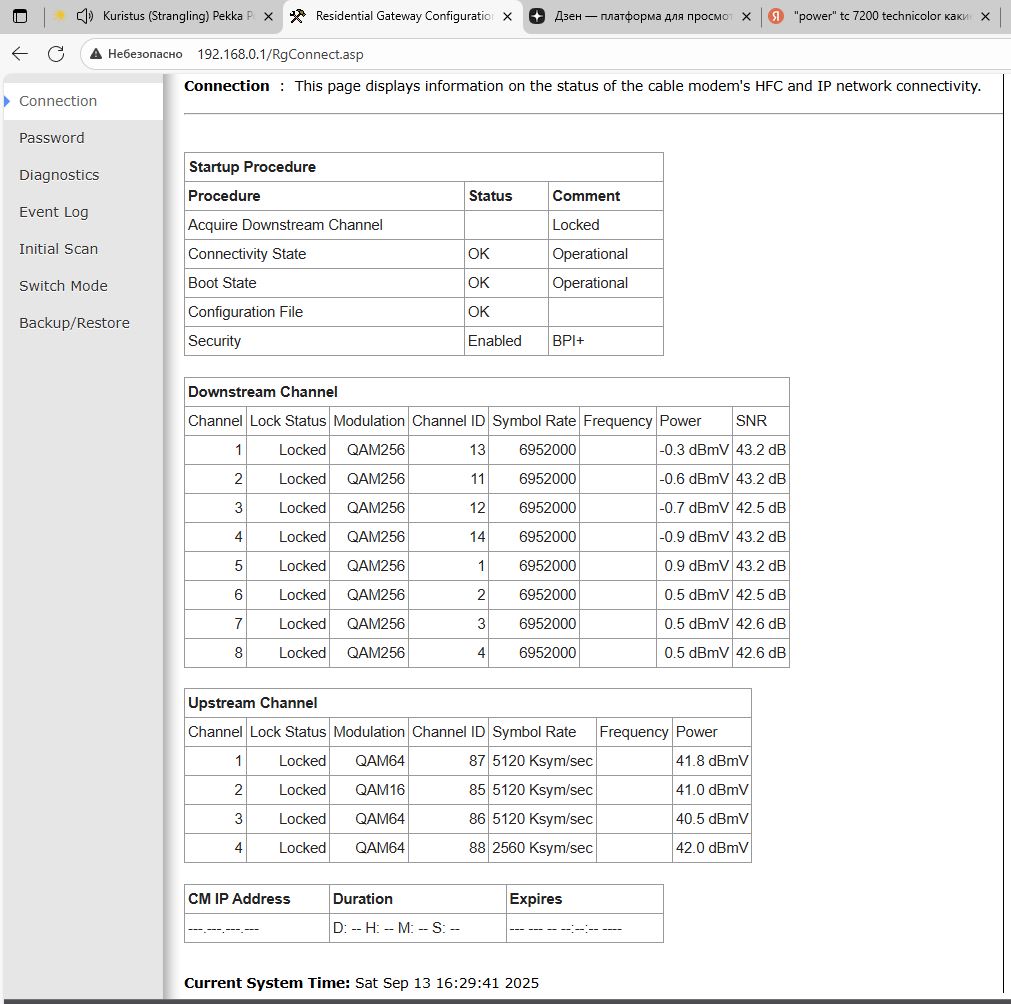 Kuristus (Strangling) Pekka P
Residential Gateway Configuratio
Дзен — платформа для просмот
"power" tc 7200 technicolor каки
Небезопасно 192.168.0.1/RgConnect.asp
Connection
Password
Diagnostics
Event Log
Initial Scan
Switch Mode
Backup/Restore
Connection : This page displays information on the status of the cable modem's HFC and IP network connectivity.
Startup Procedure
Procedure Status Comment
Acquire Downstream Channel Locked
Connectivity State OK Operational
Boot State OK Operational
Configuration File OK
Security Enabled BPI+
Downstream Channel
Channel Lock Status Modulation Channel ID Symbol Rate Frequency Power SNR
1 Locked QAM256 13 6952000 -0.3 dBmV 43.2 dB
2 Locked QAM256 11 6952000 -0.6 dBmV 43.2 dB
3 Locked QAM256 12 6952000 -0.7 dBmV 42.5 dB
4 Locked QAM256 14 6952000 -0.9 dBmV 43.2 dB
5 Locked QAM256 1 6952000 0.9 dBmV 43.2 dB
6 Locked QAM256 2 6952000 0.5 dBmV 42.5 dB
7 Locked QAM256 3 6952000 0.5 dBmV 42.6 dB
8 Locked QAM256 4 6952000 0.5 dBmV 42.6 dB
Upstream Channel
Channel Lock Status Modulation Channel ID Symbol Rate Frequency Power
1 Locked QAM64 87 5120 Ksym/sec 41.8 dBmV
2 Locked QAM16 85 5120 Ksym/sec 41.0 dBmV
3 Locked QAM64 86 5120 Ksym/sec 40.5 dBmV
4 Locked QAM64 88 2560 Ksym/sec 42.0 dBmV
CM IP Address Duration Expires
---.---.---.--- D: -- H: -- M: -- S: -- --- --- -- --:--:-- ----
Current System Time: Sat Sep 13 16:29:41 2025